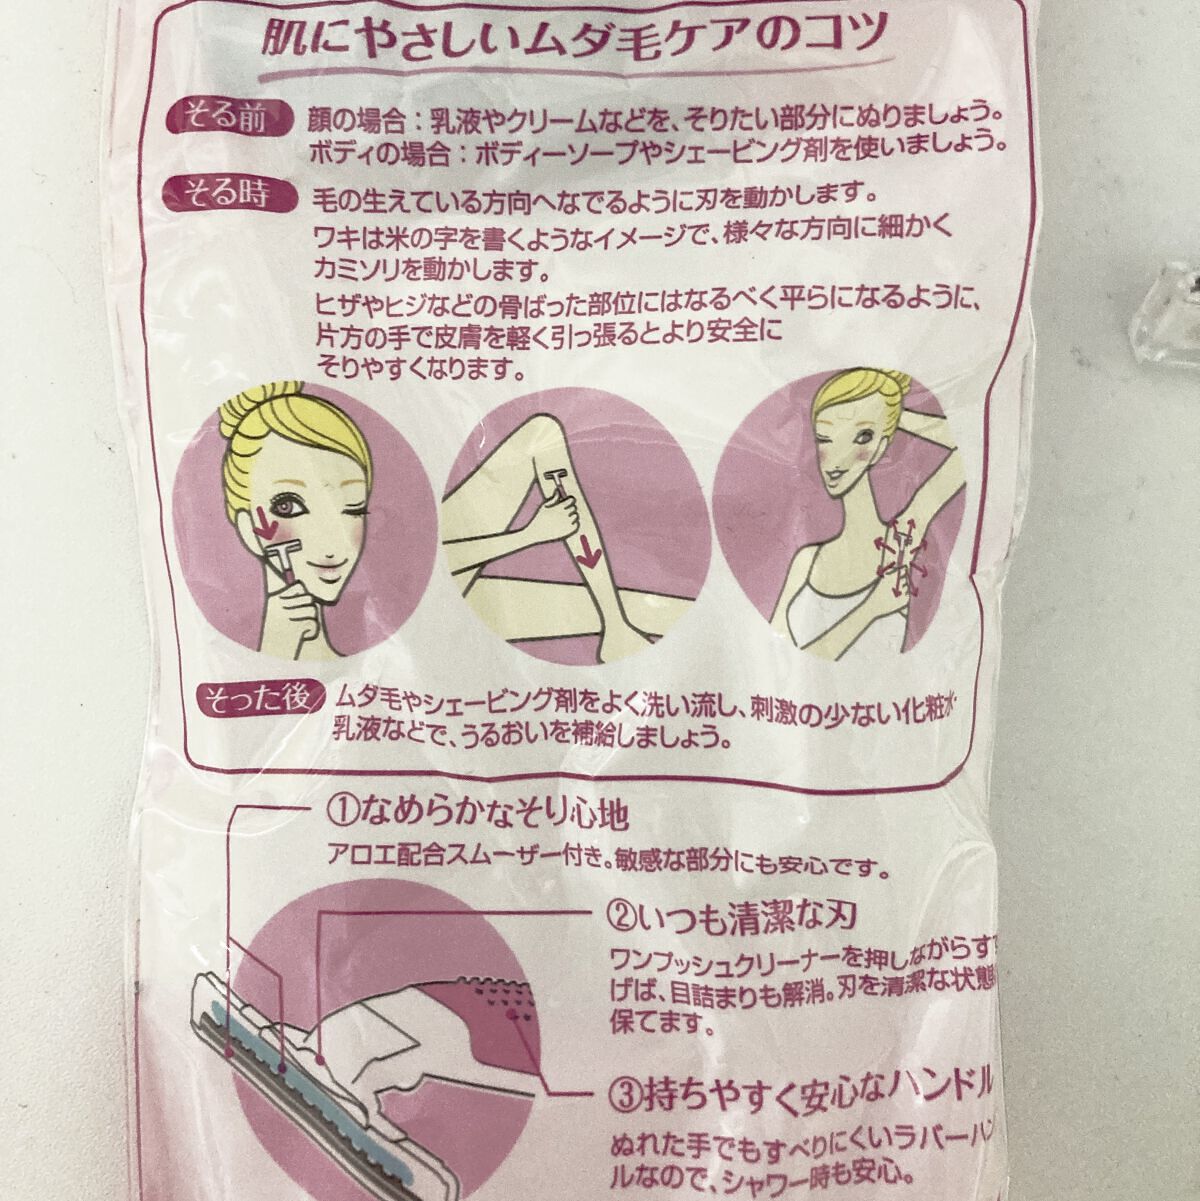 肌にやさしいムダ毛ケアのコツ
そる前 顔の場合：乳液やクリームなどを、そりたい部分にぬりましょう。
ボディの場合：ボディーソープやシェービング剤を使いましょう。
そる時 毛の生えている方向へなでるように刃を動かします。
ワキは米の字を書くようなイメージで、様々な方向に細かく
カミソリを動かします。
ヒザやヒジなどの骨ばった部位にはなるべく平らになるように、
片方の手で皮膚を軽く引っ張るとより安全に
そりやすくなります。
そった後 ムダ毛やシェービング剤をよく洗い流し、刺激の少ない化粧水・
乳液などで、うるおいを補給しましょう。
①なめらかなそり心地
アロエ配合スムーザー付き。敏感な部分にも安心です。
②いつも清潔な刃
ワンプッシュクリーナーを押しながらす
げば、目詰まりも解消。刃を清潔な状態
保てます。
③持ちやすく安心なハンドル
ぬれた手でもすべりにくいラバーハン
ルなので、シャワー時も安心。